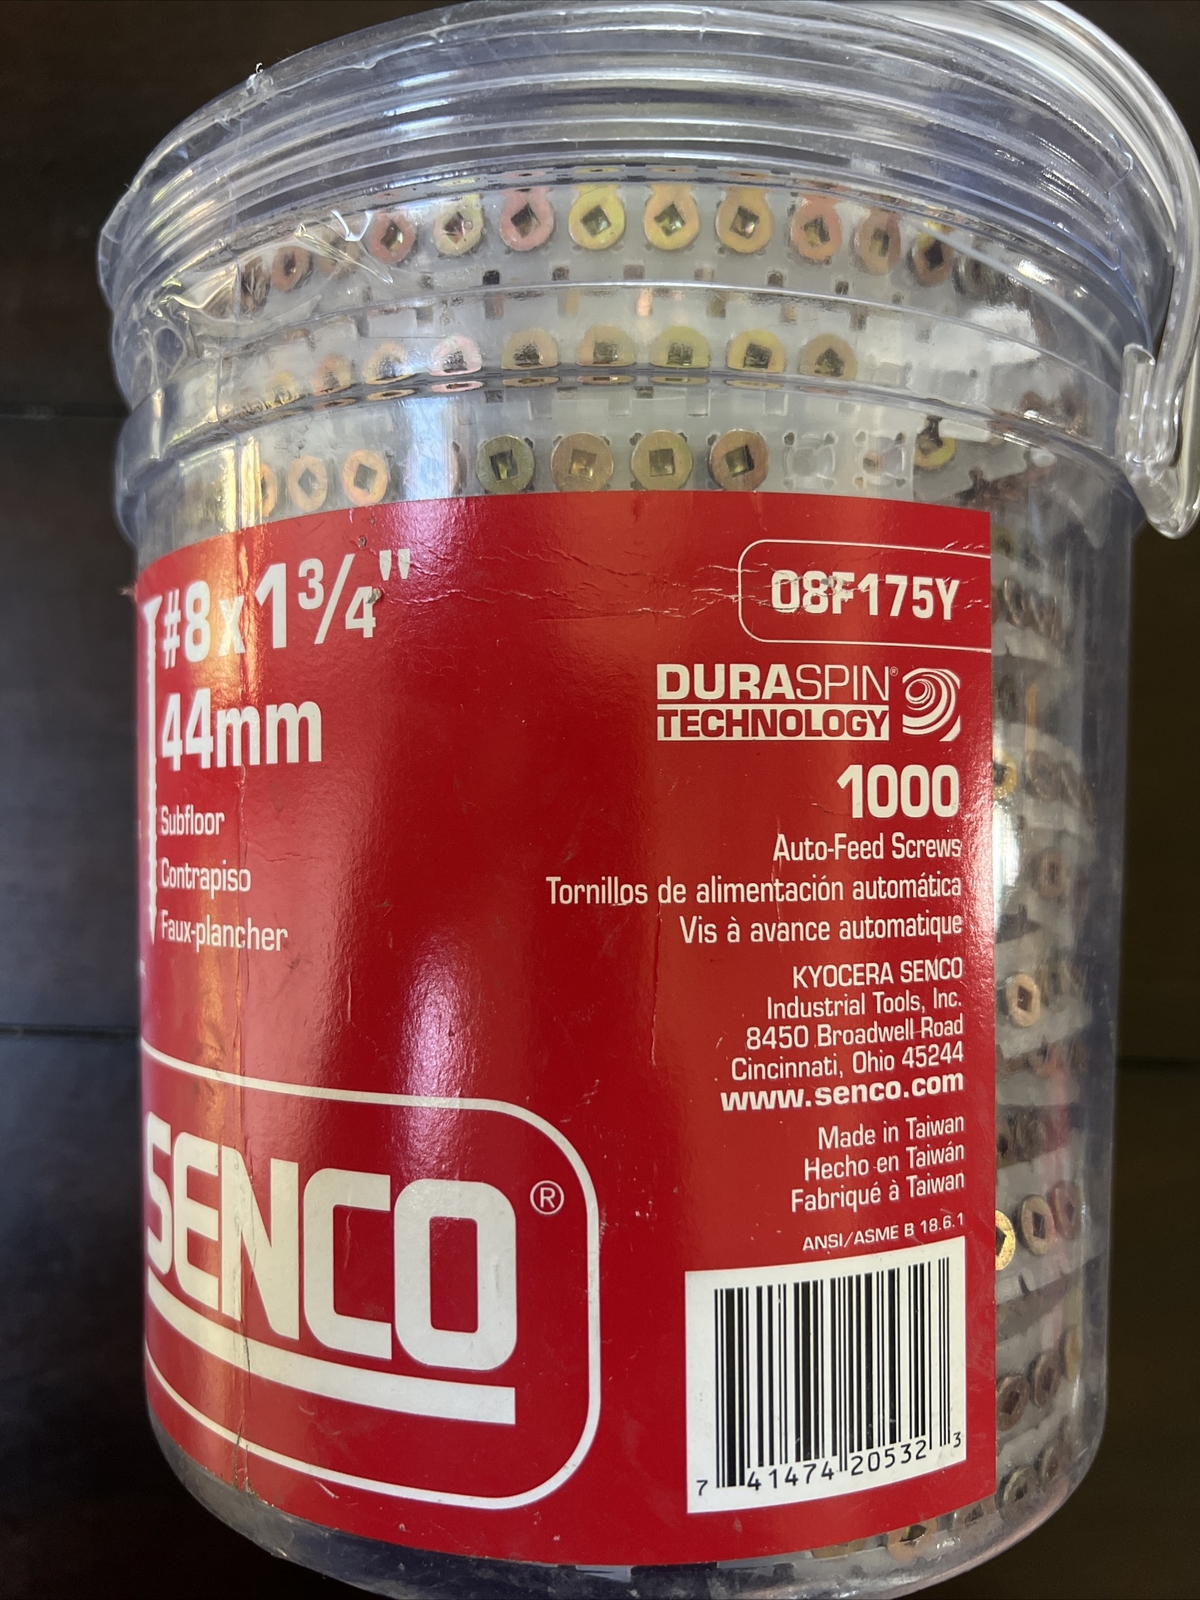 #8 x 1 3/4"
44mm
Subfloor
Contrapiso
Faux-plancher
08F175Y
DURASPIN®
TECHNOLOGY
1000
Auto-Feed Screws
Tornillos de alimentación automática
Vis à avance automatique
KYOCERA SENCO
Industrial Tools, Inc.
8450 Broadwell Road
Cincinnati, Ohio 45244
www.senco.com
Made in Taiwan
Hecho en Taiwán
Fabriqué à Taiwan
ANSI/ASME B 18.6.1
SENCO®
7 41474 20532 3